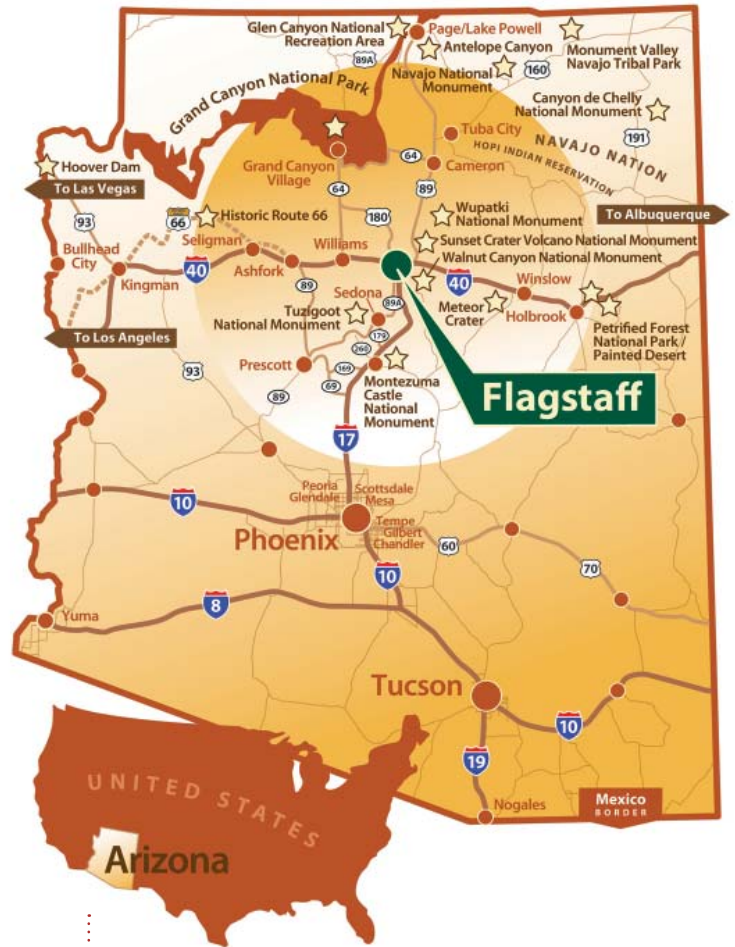 Glen Canyon National
Recreation Area
Page/Lake Powell
Antelope Canyon
Monument Valley
Navajo Tribal Park
89A
Navajo National
Monument
160
Grand Canyon National Park
Canyon de Chelly
National Monument
Tuba City
NAVAJO NATION
191
HOPI INDIAN RESERVATION
Hoover Dam
Grand Canyon
Village
64
Cameron
To Las Vegas
64
89
93
66
Historic Route 66
180
Wupatki
National Monument
To Albuquerque
Bullhead
City
Seligman
Williams
Sunset Crater Volcano National Monument
Walnut Canyon National Monument
Kingman
40
Ashfork
40
Winslow
89
Sedona
89A
Meteor
Crater
Holbrook
Tuzigoot
National Monument
179
Petrified Forest
National Park /
Painted Desert
To Los Angeles
260
93
Prescott
169
69
89
Montezuma
Castle
National
Monument
Flagstaff
17
Peoria
Glendale
Scottsdale
Mesa
10
Phoenix
Tempe
Gilbert
Chandler
60
10
70
8
Yuma
Tucson
10
19
Nogales
Mexico
BORDER
UNITED STATES
Arizona